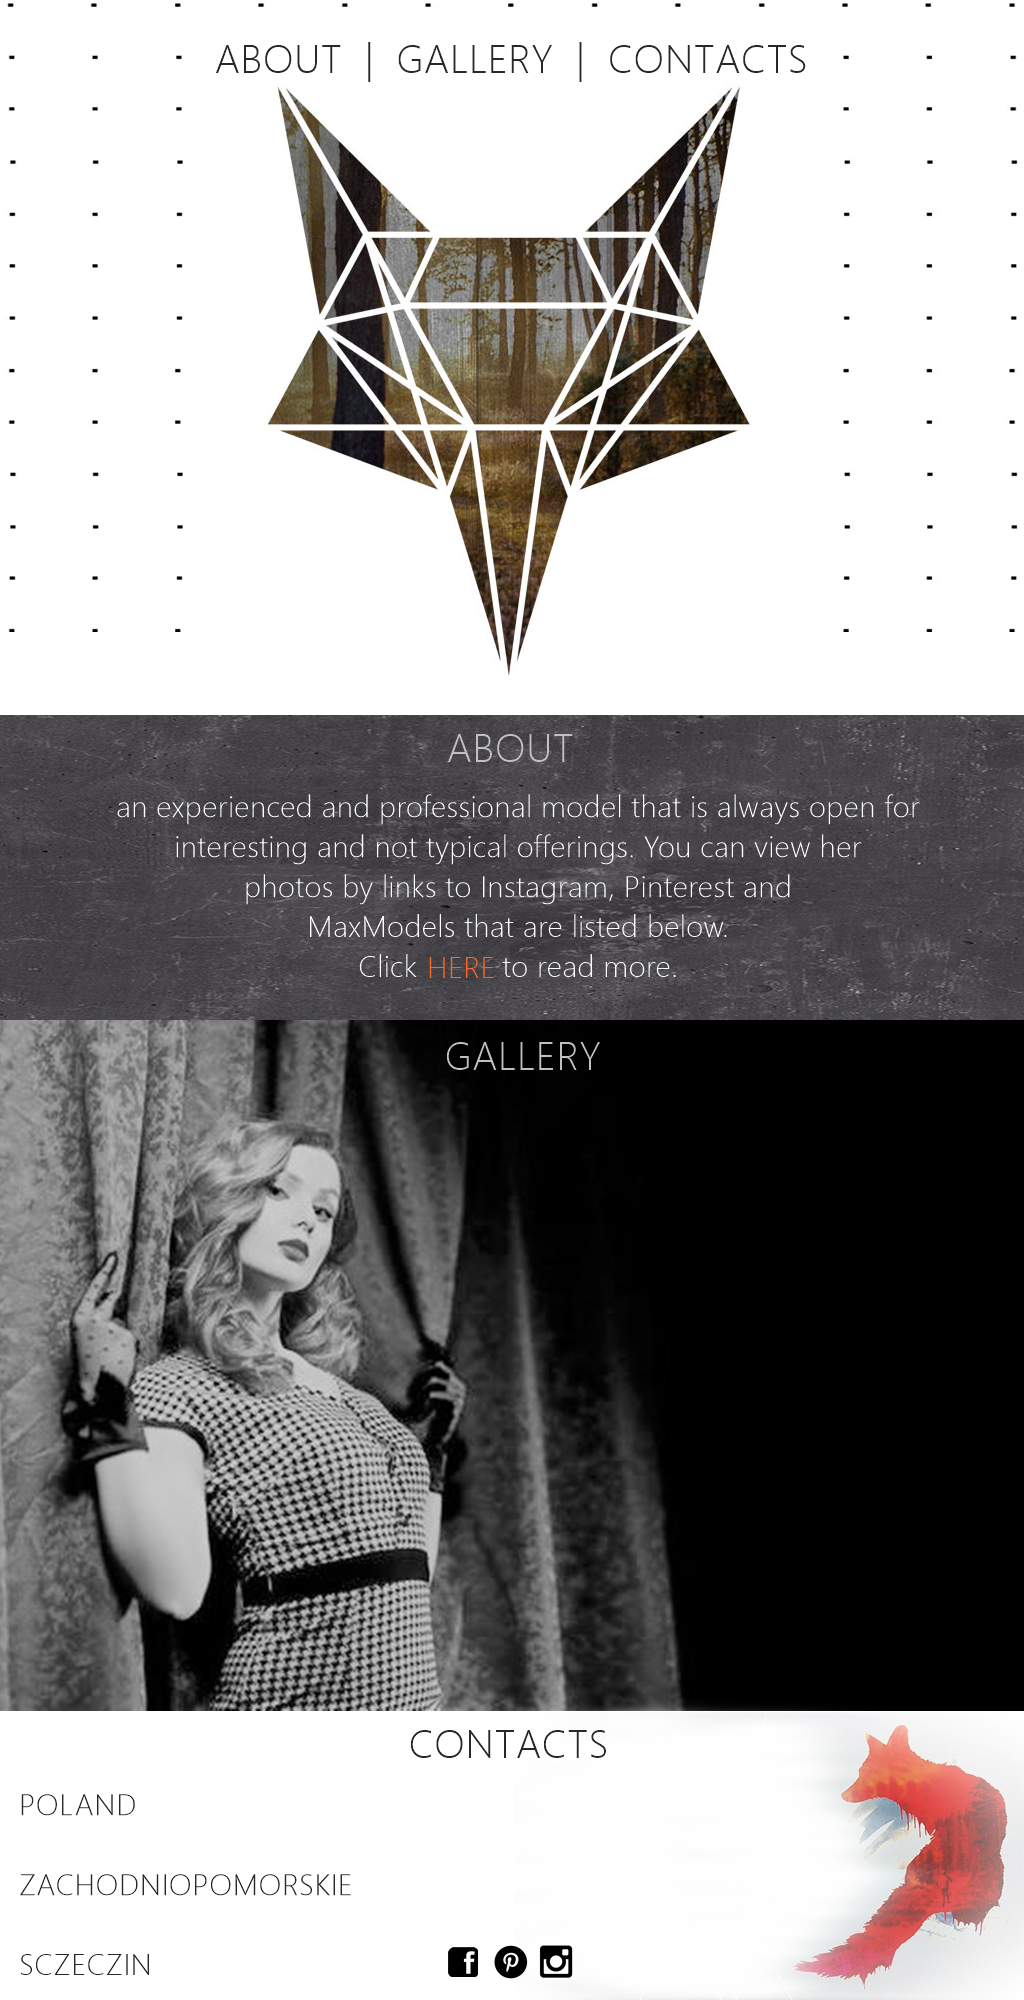 ABOUT | GALLERY | CONTACTS
ABOUT
an experienced and professional model that is always open for
interesting and not typical offerings. You can view her
photos by links to Instagram, Pinterest and
MaxModels that are listed below.
Click HERE to read more.
GALLERY
CONTACTS
POLAND
ZACHODNIOPOMORSKIE
SCZECZIN